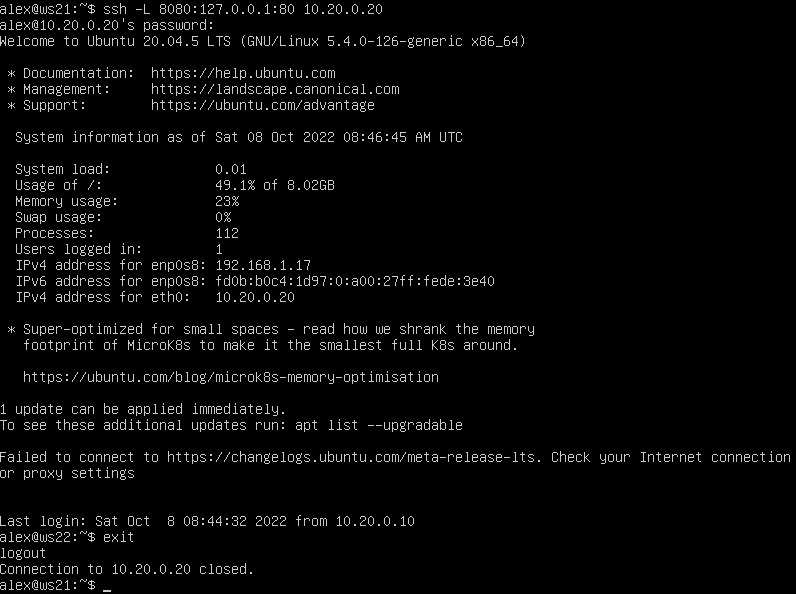 alex@ws21:~$ ssh -L 8080:127.0.0.1:80 10.20.0.20
alex@10.20.0.20's password:
Welcome to Ubuntu 20.04.5 LTS (GNU/Linux 5.4.0-126-generic x86_64)

 * Documentation:  https://help.ubuntu.com
 * Management:     https://landscape.canonical.com
 * Support:        https://ubuntu.com/advantage

  System information as of Sat 08 Oct 2022 08:46:45 AM UTC

  System load:             0.01
  Usage of /:              49.1% of 8.02GB
  Memory usage:            23%
  Swap usage:              0%
  Processes:               112
  Users logged in:         1
  IPv4 address for enp0s8: 192.168.1.17
  IPv6 address for enp0s8: fd0b:b0c4:1d97:0:a00:27ff:fede:3e40
  IPv4 address for eth0:   10.20.0.20

 * Super-optimized for small spaces - read how we shrank the memory
   footprint of MicroK8s to make it the smallest full K8s around.

   https://ubuntu.com/blog/microk8s-memory-optimisation

1 update can be applied immediately.
To see these additional updates run: apt list --upgradable

Failed to connect to https://changelogs.ubuntu.com/meta-release-lts. Check your Internet connection
or proxy settings

Last login: Sat Oct  8 08:44:32 2022 from 10.20.0.10
alex@ws22:~$ exit
logout
Connection to 10.20.0.20 closed.
alex@ws21:~$ _